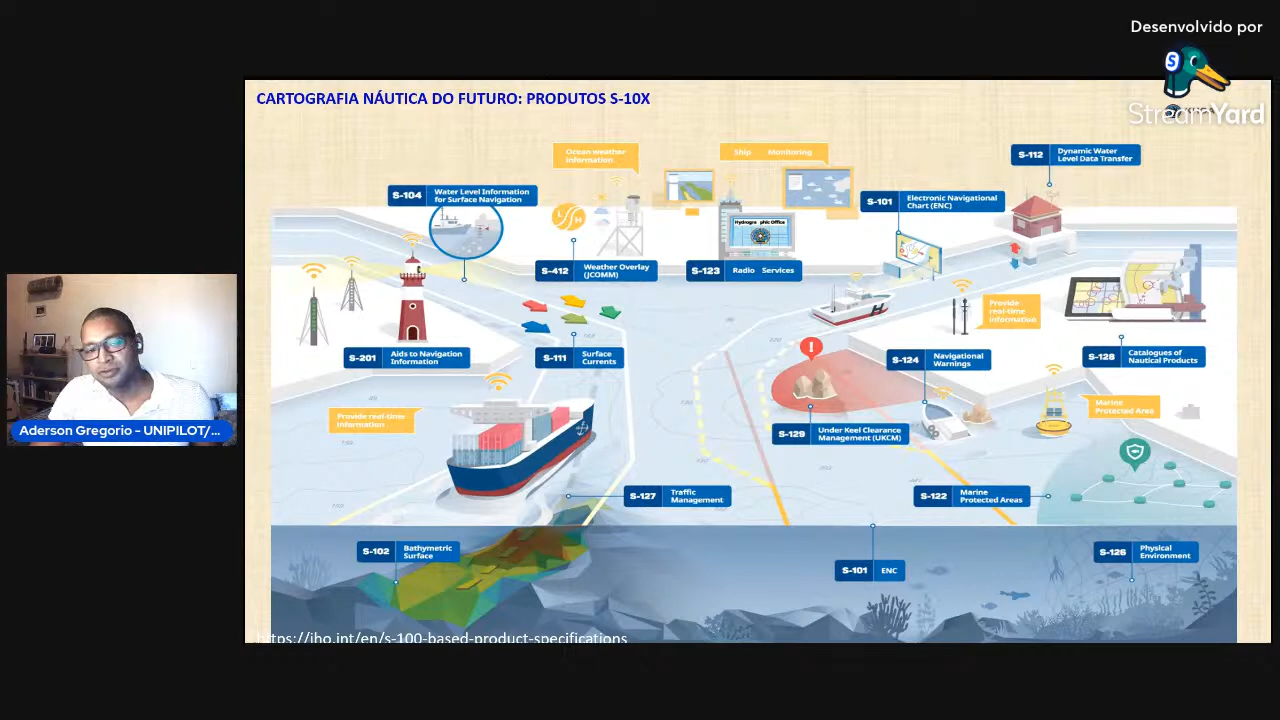 Desenvolvido por
StreamYard
CARTOGRAFIA NÁUTICA DO FUTURO: PRODUTOS S-10X
Ocean weather
information
Ship Monitoring
S-112
Dynamic Water
Level Data Transfer
S-104
Water Level Information
for Surface Navigation
S-101
Electronic Navigational
Chart (ENC)
Hydrogra phic Office
S-412
Weather Overlay
(JCOMM)
S-123
Radio Services
Provide
real-time
information
S-201
Aids to Navigation
Information
S-111
Surface
Currents
S-124
Navigational
Warnings
S-128
Catalogues of
Nautical Products
Provide real-time
information
Marine
Protected Area
S-129
Under Keel Clearance
Management (UKCM)
Aderson Gregorio - UNIPILOT/...
S-127
Traffic
Management
S-122
Marine
Protected Areas
S-102
Bathymetric
Surface
S-101
ENC
S-126
Physical
Environment
https://iho.int/en/s-100-based-product-specifications